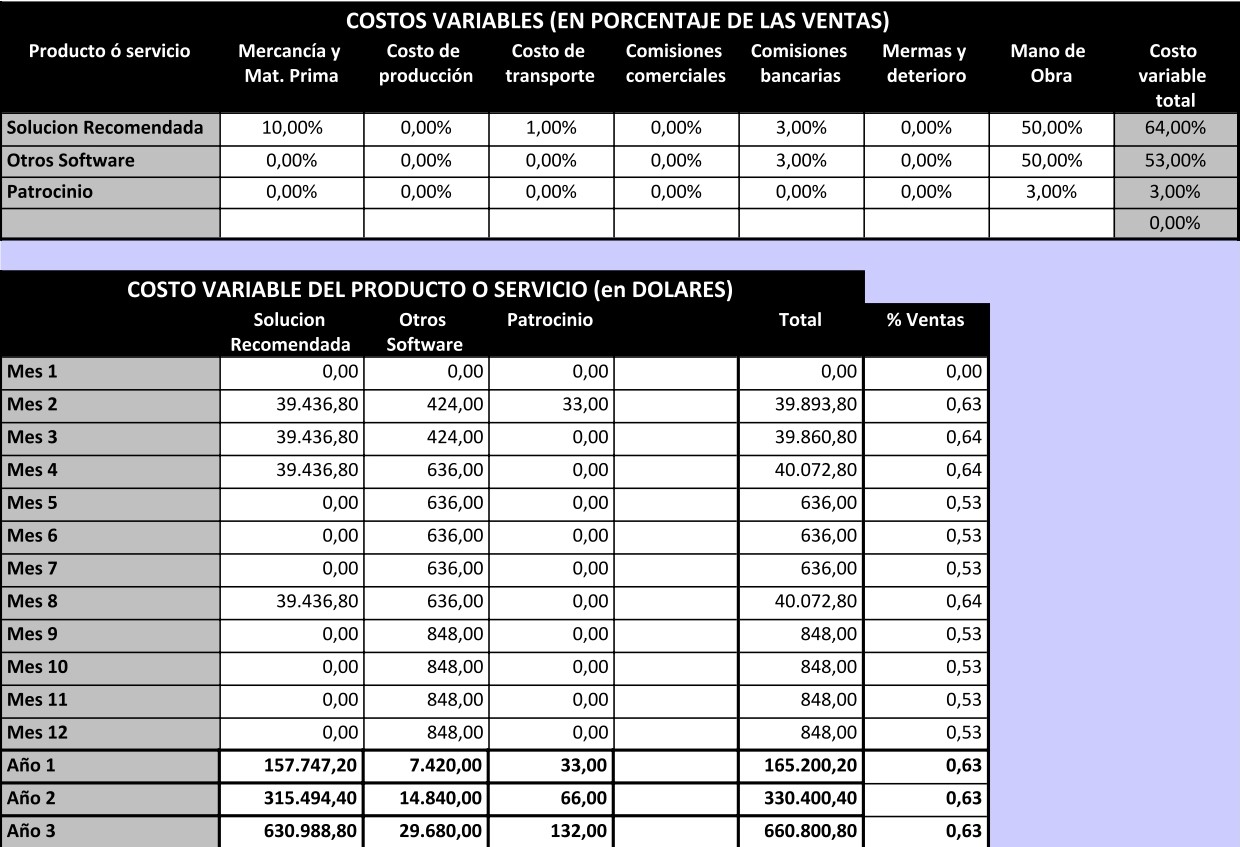 COSTOS VARIABLES (EN PORCENTAJE DE LAS VENTAS)
Producto ó servicio Mercancía y Mat. Prima Costo de producción Costo de transporte Comisiones comerciales Comisiones bancarias Mermas y deterioro Mano de Obra Costo variable total
Solucion Recomendada 10,00% 0,00% 1,00% 0,00% 3,00% 0,00% 50,00% 64,00%
Otros Software 0,00% 0,00% 0,00% 0,00% 3,00% 0,00% 50,00% 53,00%
Patrocinio 0,00% 0,00% 0,00% 0,00% 0,00% 0,00% 3,00% 3,00%
0,00%
COSTO VARIABLE DEL PRODUCTO O SERVICIO (en DOLARES)
Solucion Recomendada Otros Software Patrocinio Total % Ventas
Mes 1 0,00 0,00 0,00 0,00 0,00
Mes 2 39.436,80 424,00 33,00 39.893,80 0,63
Mes 3 39.436,80 424,00 0,00 39.860,80 0,64
Mes 4 39.436,80 636,00 0,00 40.072,80 0,64
Mes 5 0,00 636,00 0,00 636,00 0,53
Mes 6 0,00 636,00 0,00 636,00 0,53
Mes 7 0,00 636,00 0,00 636,00 0,53
Mes 8 39.436,80 636,00 0,00 40.072,80 0,64
Mes 9 0,00 848,00 0,00 848,00 0,53
Mes 10 0,00 848,00 0,00 848,00 0,53
Mes 11 0,00 848,00 0,00 848,00 0,53
Mes 12 0,00 848,00 0,00 848,00 0,53
Año 1 157.747,20 7.420,00 33,00 165.200,20 0,63
Año 2 315.494,40 14.840,00 66,00 330.400,40 0,63
Año 3 630.988,80 29.680,00 132,00 660.800,80 0,63